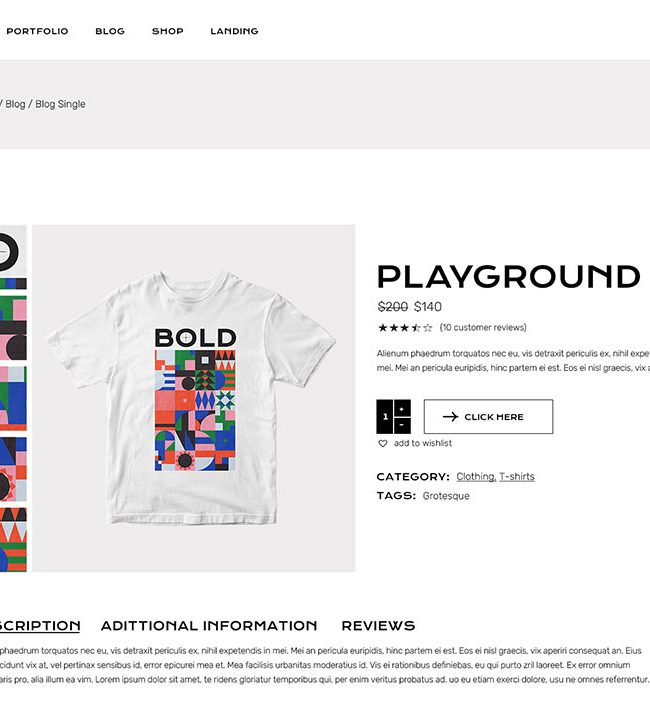 PORTFOLIO BLOG SHOP LANDING
/ Blog / Blog Single
BOLD
PLAYGROUND
$200 $140
(10 customer reviews)
Alienum phaedrum torquatos nec eu, vis detraxit periculis ex, nihil expe
mei. Mei an pericula euripidis, hinc partem ei est. Eos ei nisl graecis, vix a
1 + −
CLICK HERE
add to wishlist
CATEGORY: Clothing, T-shirts
TAGS: Grotesque
SCRIPTION ADITTIONAL INFORMATION REVIEWS
phaedrum torquatos nec eu, vis detraxit periculis ex, nihil expetendis in mei. Mei an pericula euripidis, hinc partem ei est. Eos ei nisl graecis, vix aperiri consequat an. Eius
cidunt vix at, vel pertinax sensibus id, error epicurei mea et. Mea facilisis urbanitas moderatius id. Vis ei rationibus definiebas, eu qui purto zril laoreet. Ex error omnium
aris pro, alia illum ea vim. Lorem ipsum dolor sit amet, te ridens gloriatur temporibus qui, per enim veritus probatus ad. uo eu etiam exerci dolore, usu ne omnes referrentur.